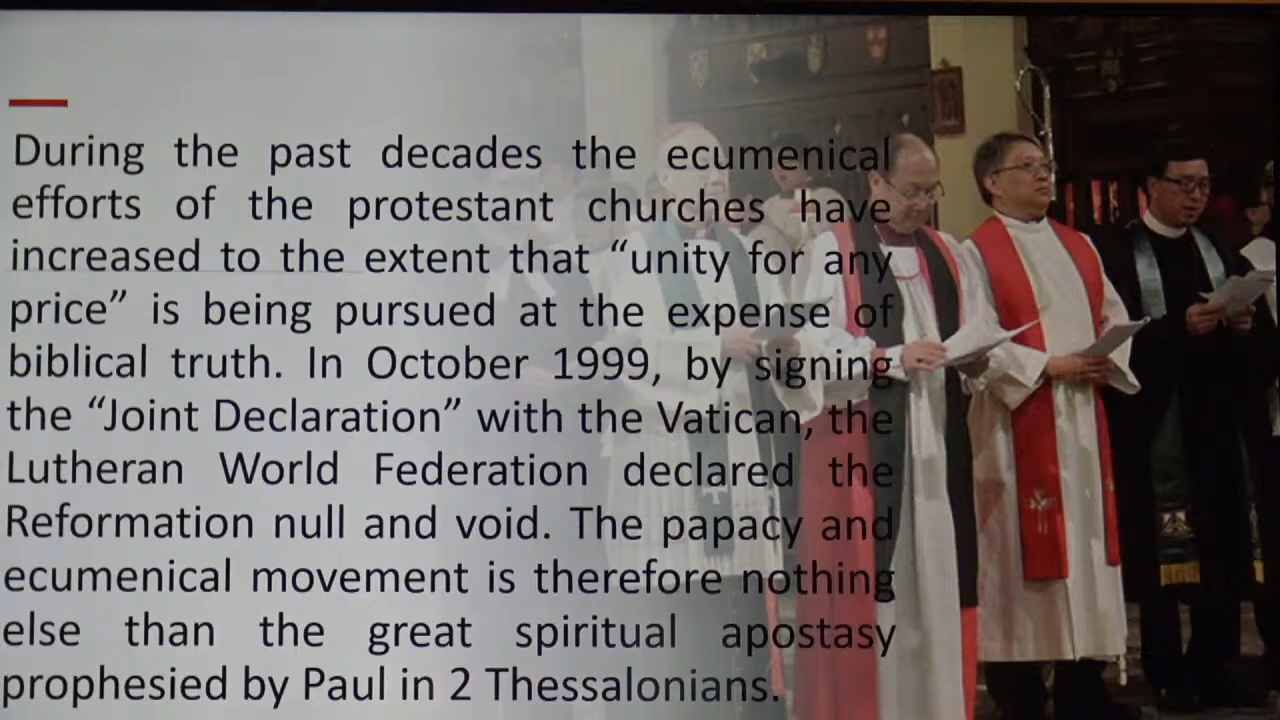 During the past decades the ecumenical
efforts of the protestant churches have
increased to the extent that “unity for any
price” is being pursued at the expense of
biblical truth. In October 1999, by signing
the “Joint Declaration” with the Vatican, the
Lutheran World Federation declared the
Reformation null and void. The papacy and
ecumenical movement is therefore nothing
else than the great spiritual apostasy
prophesied by Paul in 2 Thessalonians.